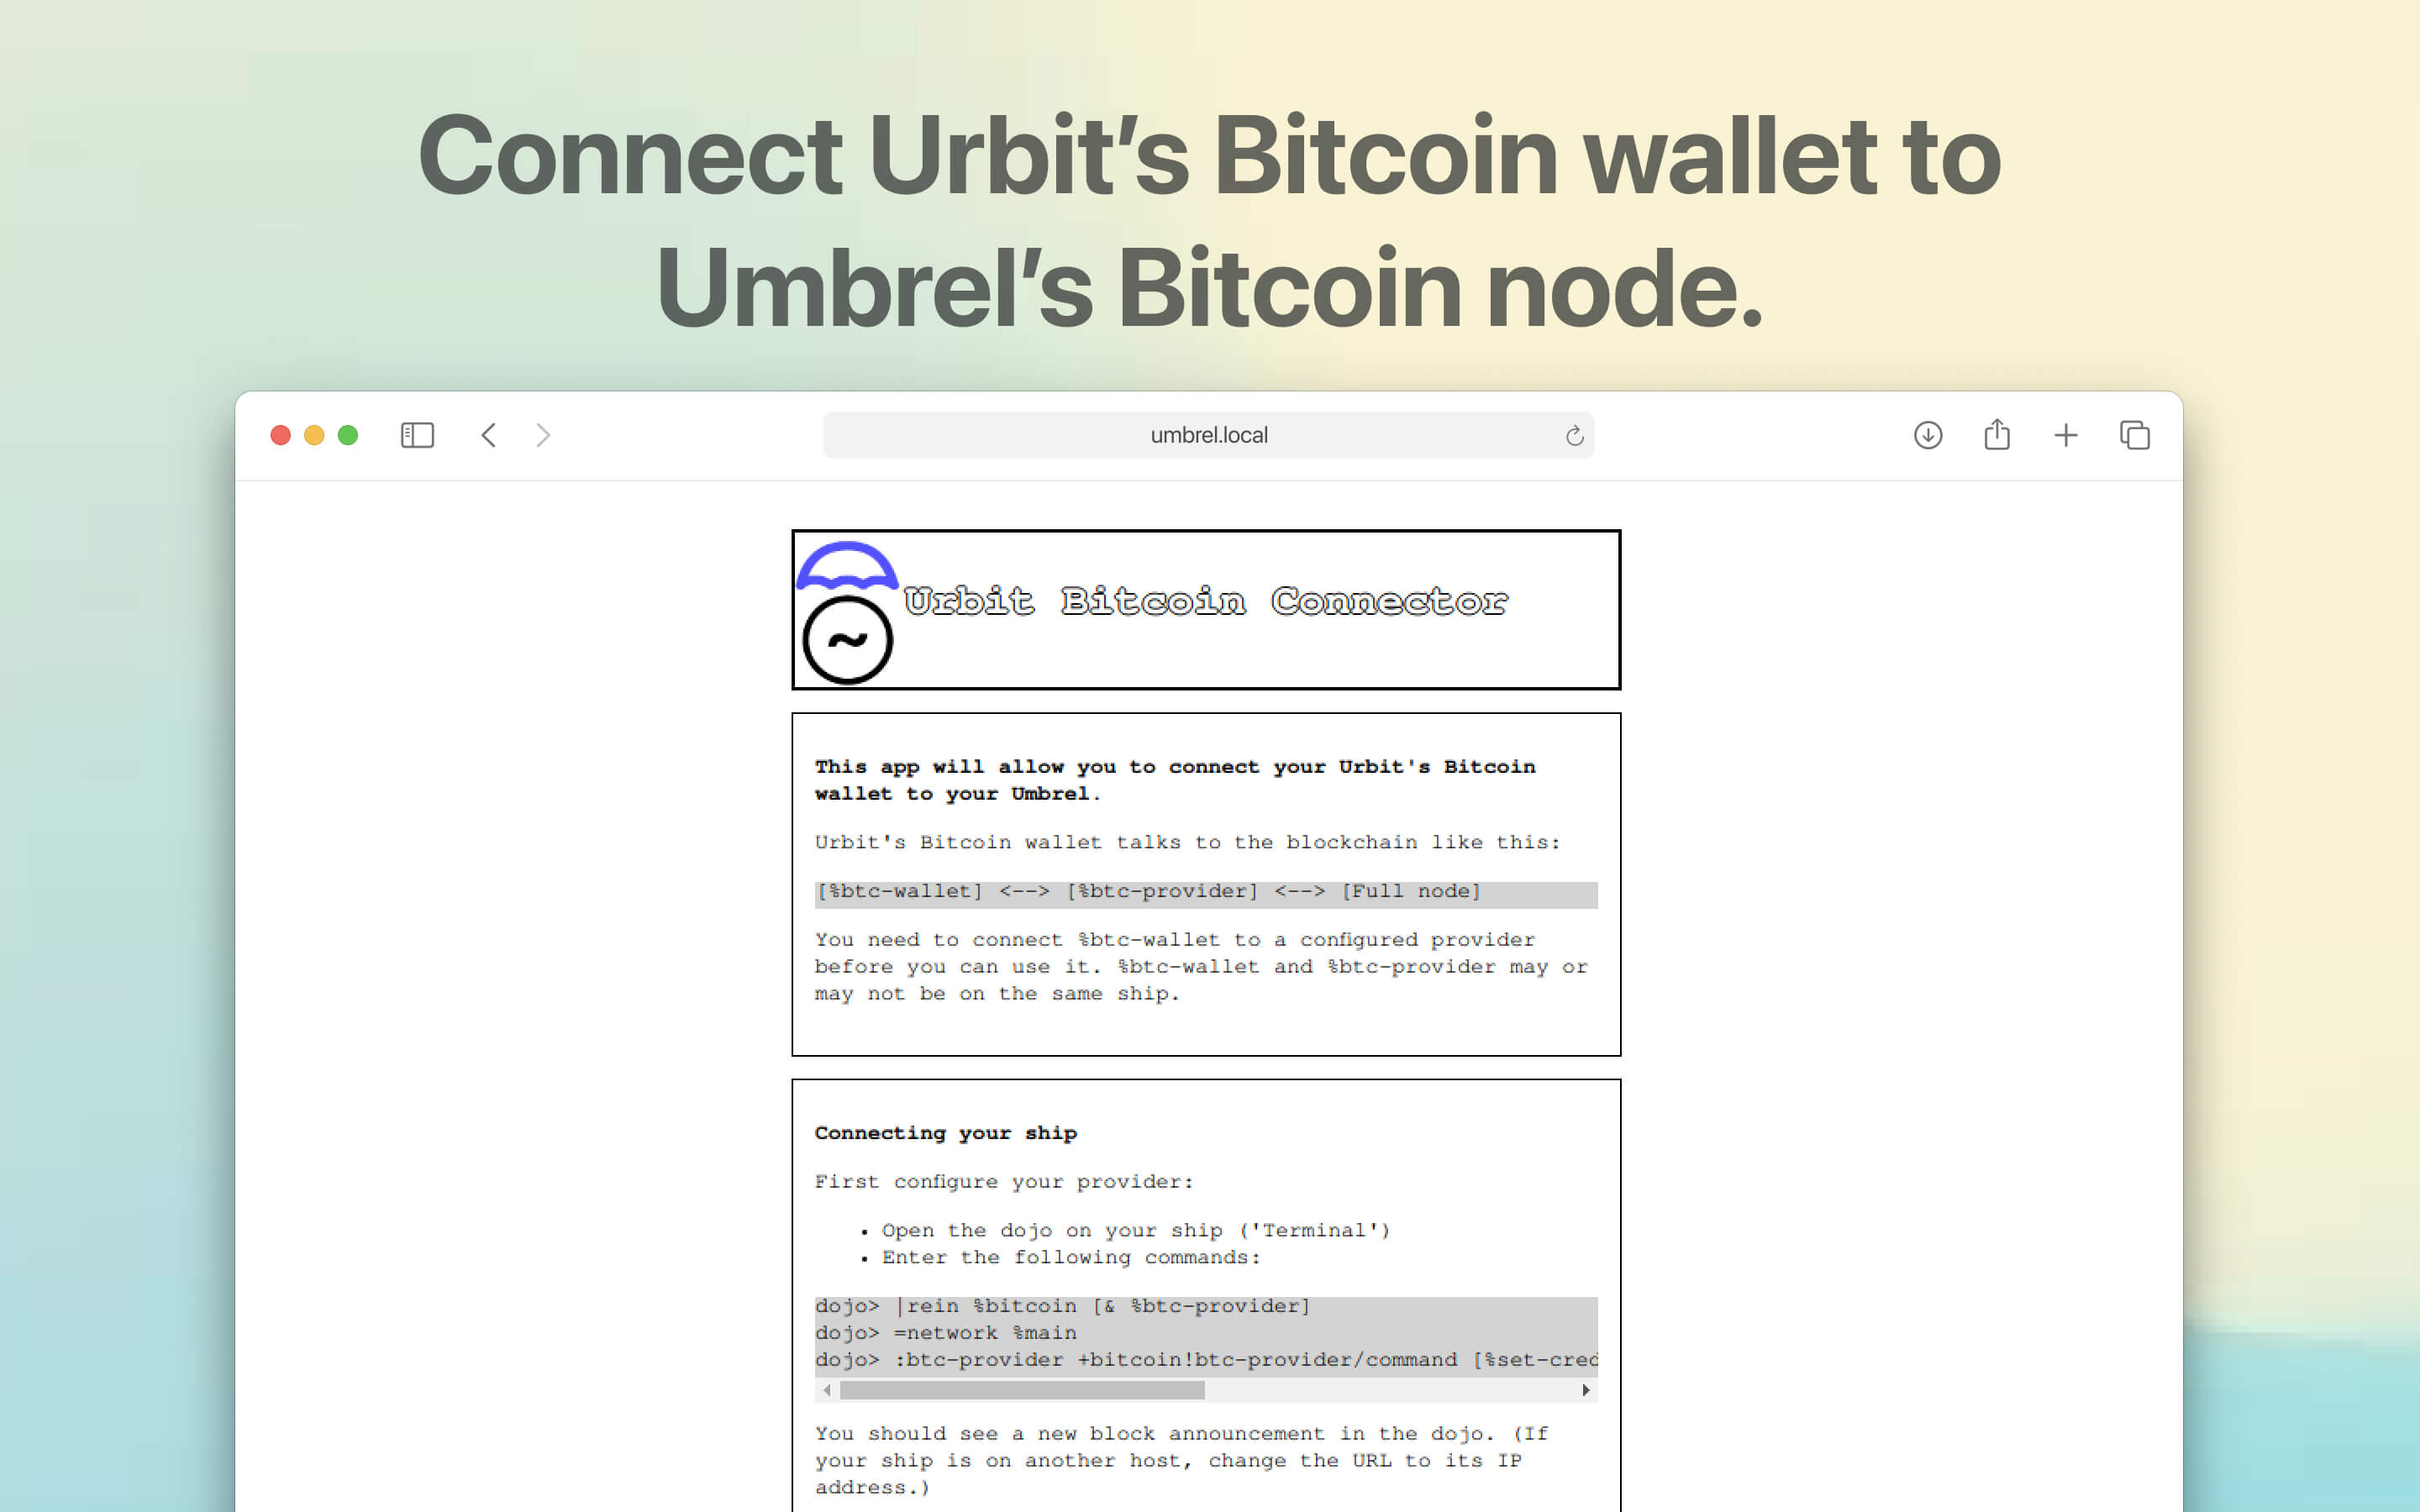 Connect Urbit’s Bitcoin wallet to
Umbrel’s Bitcoin node.
umbrel.local
~
Urbit Bitcoin Connector
This app will allow you to connect your Urbit's Bitcoin
wallet to your Umbrel.
Urbit's Bitcoin wallet talks to the blockchain like this:
[%btc-wallet] <--> [%btc-provider] <--> [Full node]
You need to connect %btc-wallet to a configured provider
before you can use it. %btc-wallet and %btc-provider may or
may not be on the same ship.
Connecting your ship
First configure your provider:
• Open the dojo on your ship ('Terminal')
• Enter the following commands:
dojo> |rein %bitcoin [& %btc-provider]
dojo> =network %main
dojo> :btc-provider +bitcoin!btc-provider/command [%set-cred
You should see a new block announcement in the dojo. (If
your ship is on another host, change the URL to its IP
address.)